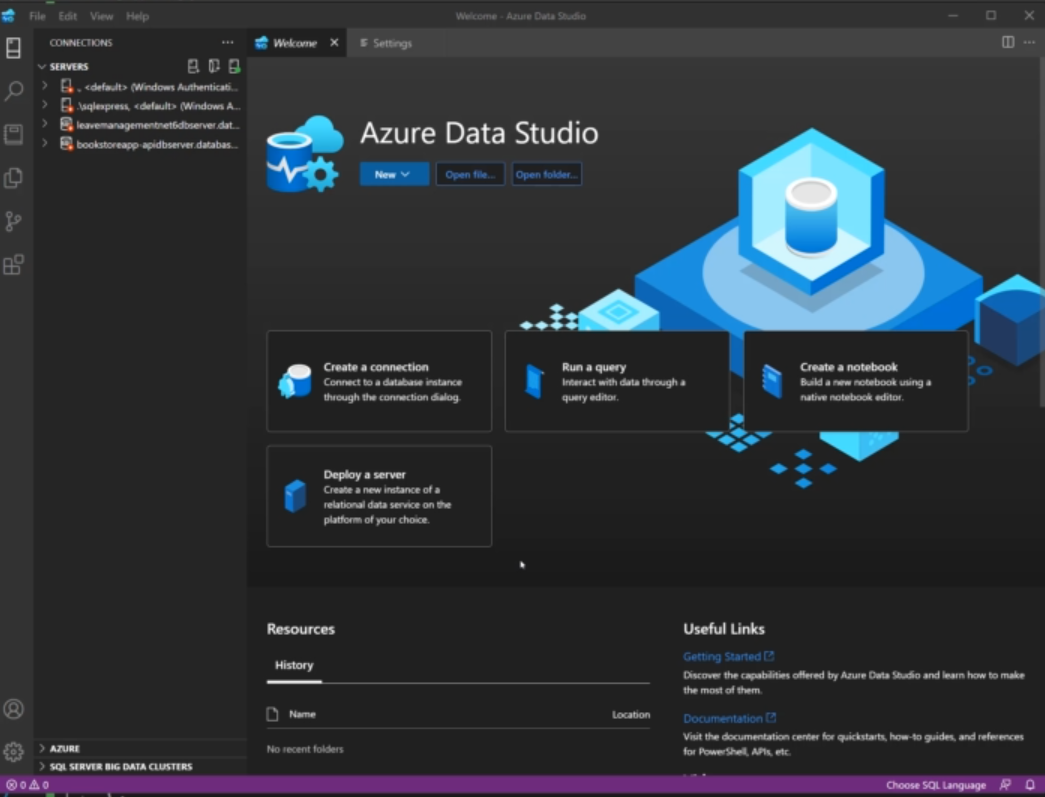 File Edit View Help
Welcome - Azure Data Studio
CONNECTIONS
Welcome
Settings
SERVERS
., <default> (Windows Authenticati...
.\sqlexpress, <default> (Windows A...
leavemanagementnet6dbserver.dat...
bookstoreapp-apidbserver.databas...
Azure Data Studio
New
Open file...
Open folder...
Create a connection
Connect to a database instance
through the connection dialog.
Run a query
Interact with data through a
query editor.
Create a notebook
Build a new notebook using a
native notebook editor.
Deploy a server
Create a new instance of a
relational data service on the
platform of your choice.
Resources
History
Name
Location
No recent folders
Useful Links
Getting Started
Discover the capabilities offered by Azure Data Studio and learn how to make
the most of them.
Documentation
Visit the documentation center for quickstarts, how-to guides, and references
for PowerShell, APIs, etc.
AZURE
SQL SERVER BIG DATA CLUSTERS
0 0
Choose SQL Language